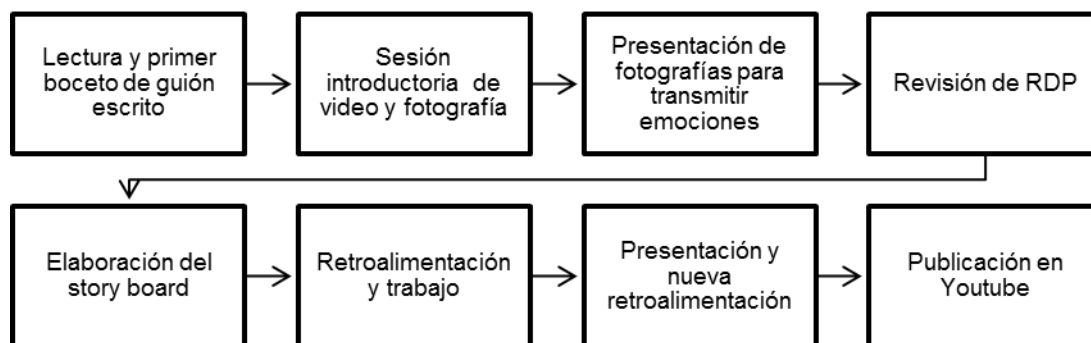 Lectura y primer
boceto de guión
escrito
Sesión
introductoria de
video y fotografía
Presentación de
fotografías para
transmitir
emociones
Revisión de RDP
Elaboración del
story board
Retroalimentación
y trabajo
Presentación y
nueva
retroalimentación
Publicación en
Youtube